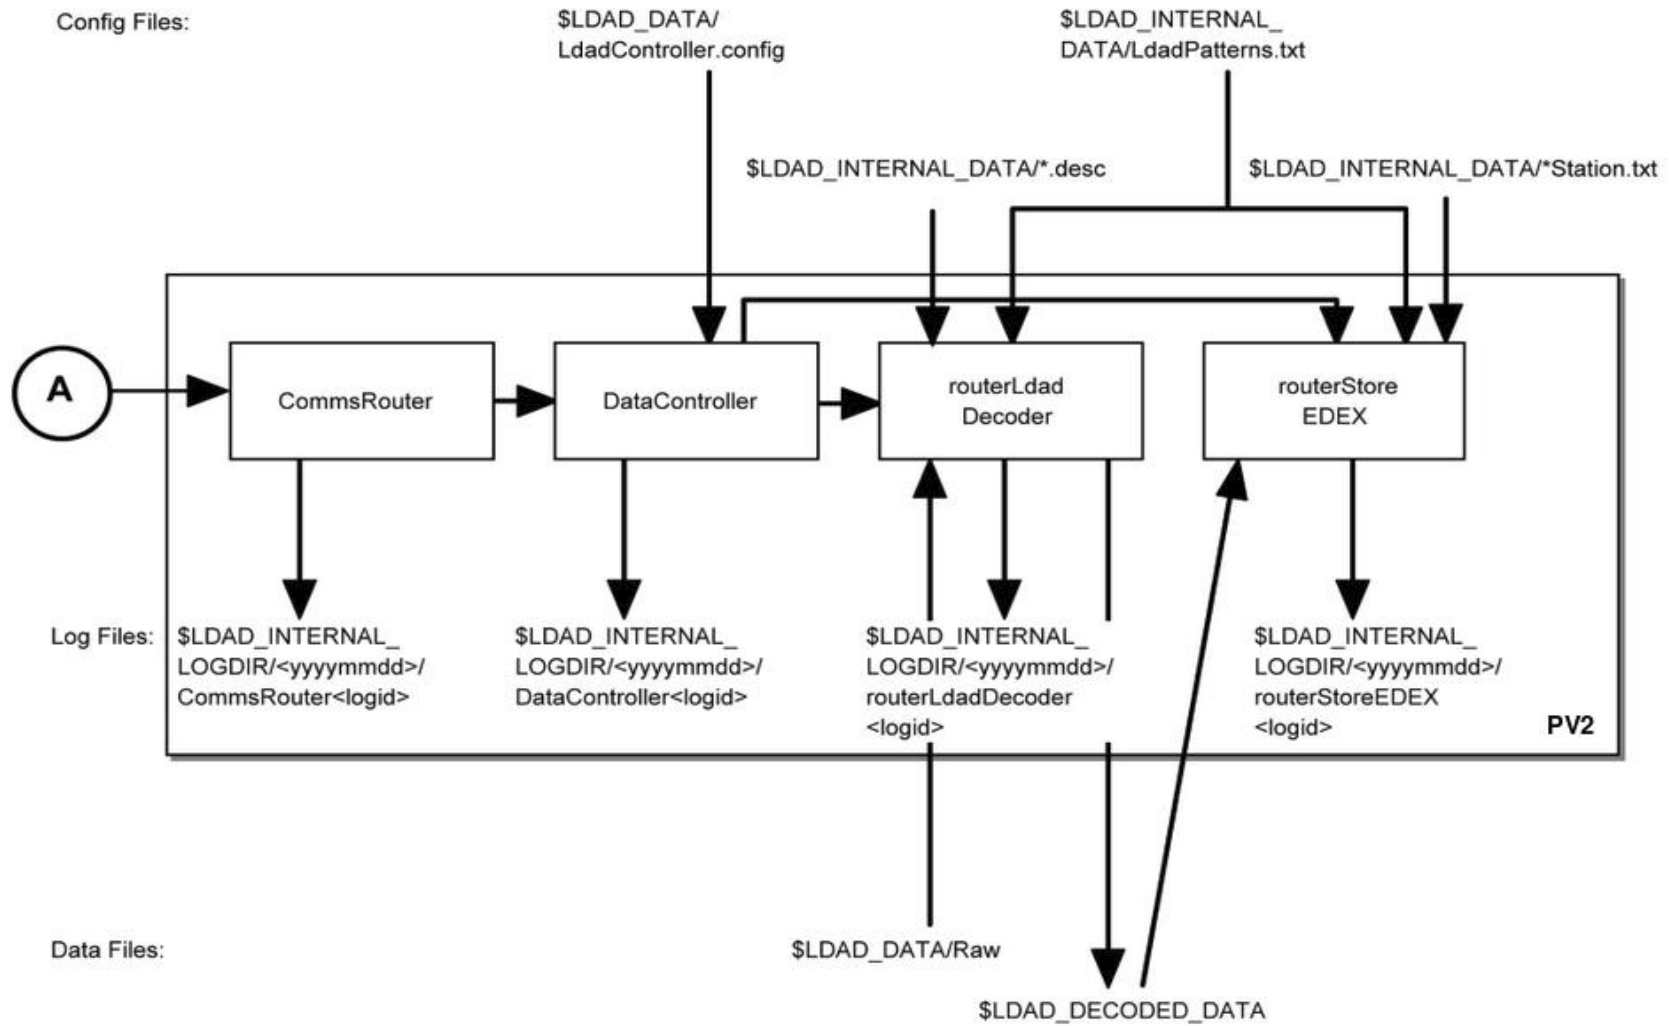 Config Files:
$LDAD_DATA/
LdadController.config
$LDAD_INTERNAL_
DATA/LdadPatterns.txt
$LDAD_INTERNAL_DATA/*.desc
$LDAD_INTERNAL_DATA/*Station.txt
A
CommsRouter
DataController
routerLdad
Decoder
routerStore
EDEX
Log Files:
$LDAD_INTERNAL_
LOGDIR/<yyyymmdd>/
CommsRouter<logid>
$LDAD_INTERNAL_
LOGDIR/<yyyymmdd>/
DataController<logid>
$LDAD_INTERNAL_
LOGDIR/<yyyymmdd>/
routerLdadDecoder
<logid>
$LDAD_INTERNAL_
LOGDIR/<yyyymmdd>/
routerStoreEDEX
<logid>
PV2
Data Files:
$LDAD_DATA/Raw
$LDAD_DECODED_DATA